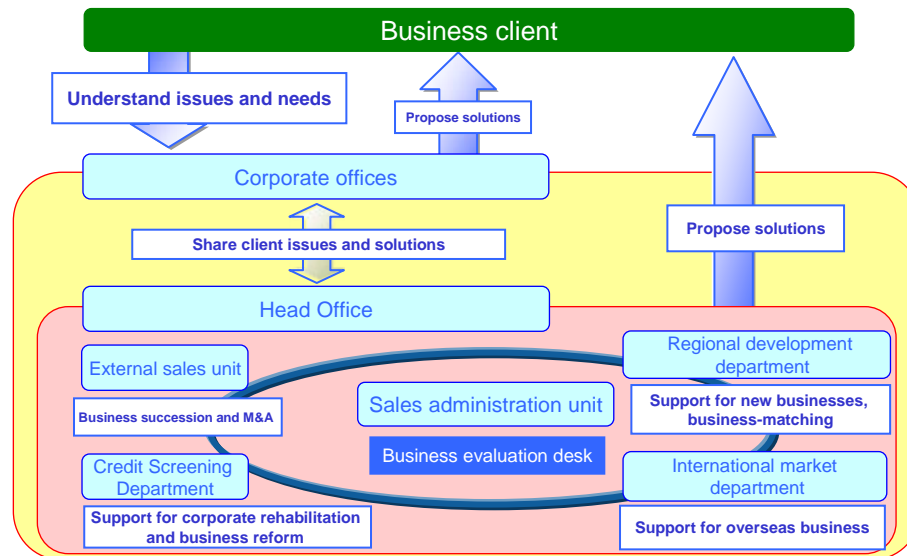 Business client
Understand issues and needs
Propose solutions
Corporate offices
Share client issues and solutions
Propose solutions
Head Office
External sales unit
Business succession and M&A
Sales administration unit
Business evaluation desk
Regional development
department
Support for new businesses,
business-matching
Credit Screening
Department
Support for corporate rehabilitation
and business reform
International market
department
Support for overseas business